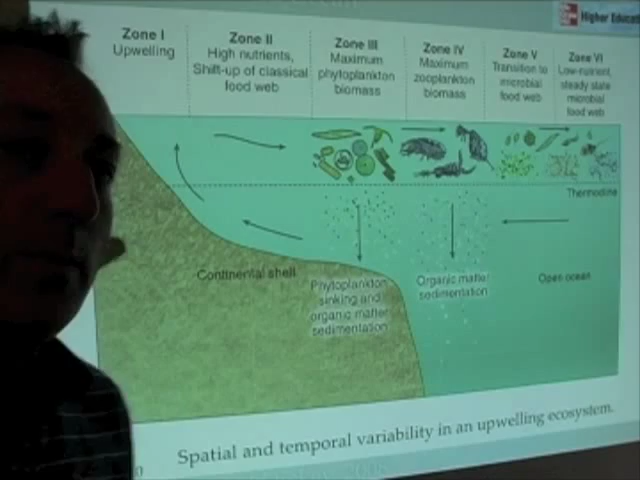 Higher Educati
Zone I
Upwelling
Zone II
High nutrients,
Shift-up of classical
food web
Zone III
Maximum
phytoplankton
biomass
Zone IV
Maximum
zooplankton
biomass
Zone V
Transition to
microbial
food web
Zone VI
Low-nutrient,
steady state
microbial
food web
Thermocline
Continental shelf
Phytoplankton
sinking and
organic matter
sedimentation
Organic matter
sedimentation
Open ocean
Spatial and temporal variability in an upwelling ecosystem.